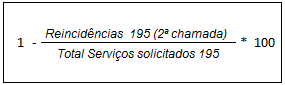 Reincidências 195 (2ª chamada)
1 - * 100
Total Serviços solicitados 195